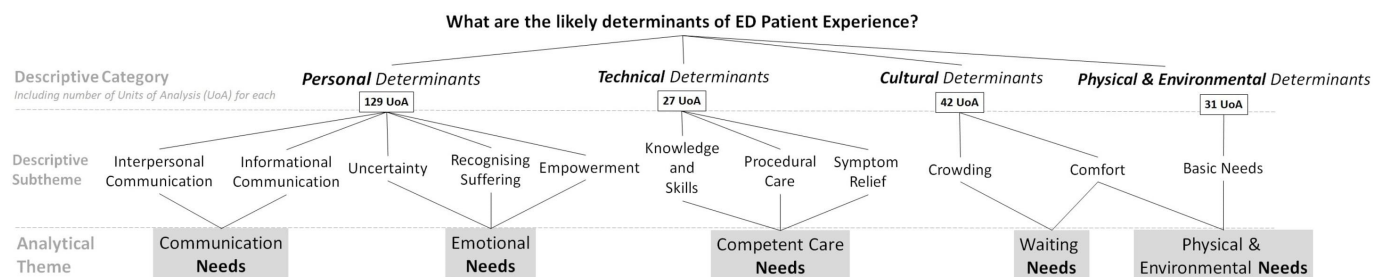 What are the likely determinants of ED Patient Experience?
Descriptive Category
Including number of Units of Analysis (UoA) for each
Personal Determinants
Technical Determinants
Cultural Determinants
Physical & Environmental Determinants
129 UoA
27 UoA
42 UoA
31 UoA
Descriptive
Subtheme
Interpersonal
Communication
Informational
Communication
Uncertainty
Recognising
Suffering
Empowerment
Knowledge
and
Skills
Procedural
Care
Symptom
Relief
Crowding
Comfort
Basic Needs
Analytical
Theme
Communication
Needs
Emotional
Needs
Competent Care
Needs
Waiting
Needs
Physical &
Environmental Needs